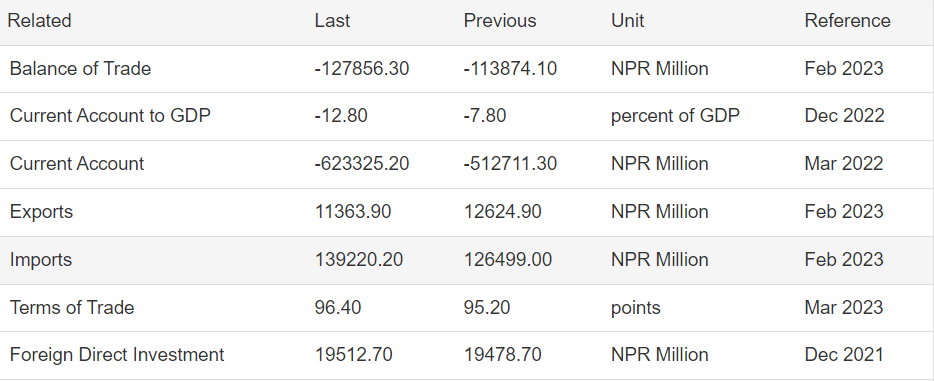 Related Last Previous Unit Reference
Balance of Trade -127856.30 -113874.10 NPR Million Feb 2023
Current Account to GDP -12.80 -7.80 percent of GDP Dec 2022
Current Account -623325.20 -512711.30 NPR Million Mar 2022
Exports 11363.90 12624.90 NPR Million Feb 2023
Imports 139220.20 126499.00 NPR Million Feb 2023
Terms of Trade 96.40 95.20 points Mar 2023
Foreign Direct Investment 19512.70 19478.70 NPR Million Dec 2021